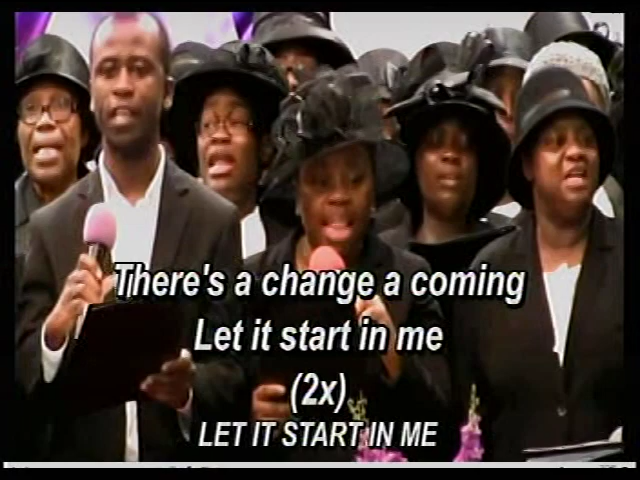 There's a change a coming
Let it start in me
(2x)
LET IT START IN ME